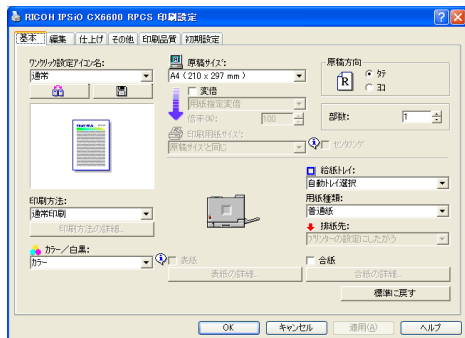 RICOH IPSiO CX6600 RPCS 印刷設定
基本 編集 仕上げ その他 印刷品質 初期設定
ワンクリック設定アイコン名:
通常
印刷方法:
通常印刷
印刷方法の詳細...
カラー/白黒:
カラー
原稿サイズ:
A4 (210 x 297 mm)
変倍
用紙指定変倍
倍率(%): 100
印刷用紙サイズ:
原稿サイズと同じ
原稿方向
R
タテ
ヨコ
部数: 1
センタリング
給紙トレイ:
自動トレイ選択
用紙種類:
普通紙
排紙先:
プリンターの設定にしたがう
表紙
表紙の詳細...
合紙
合紙の詳細...
標準に戻す
OK キャンセル 適用(A) ヘルプ